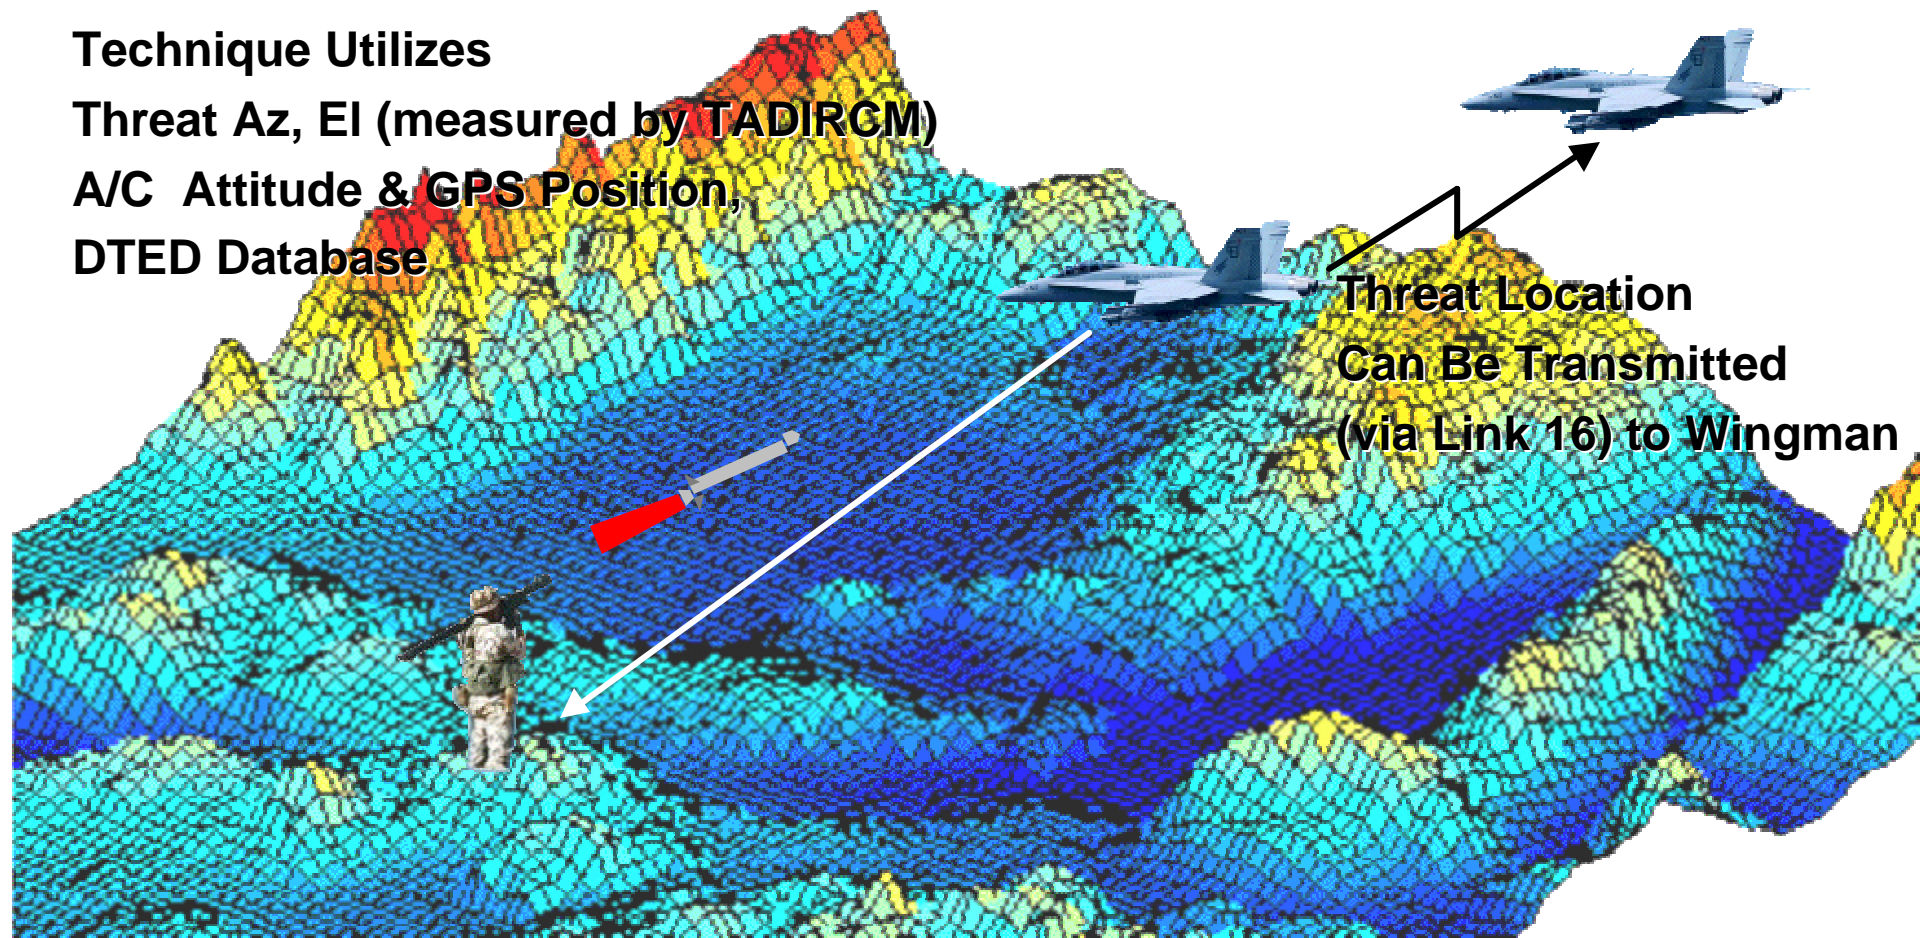 Technique Utilizes
Threat Az, El (measured by TADIRCM)
A/C Attitude & GPS Position,
DTED Database
Threat Location
Can Be Transmitted
(via Link 16) to Wingman